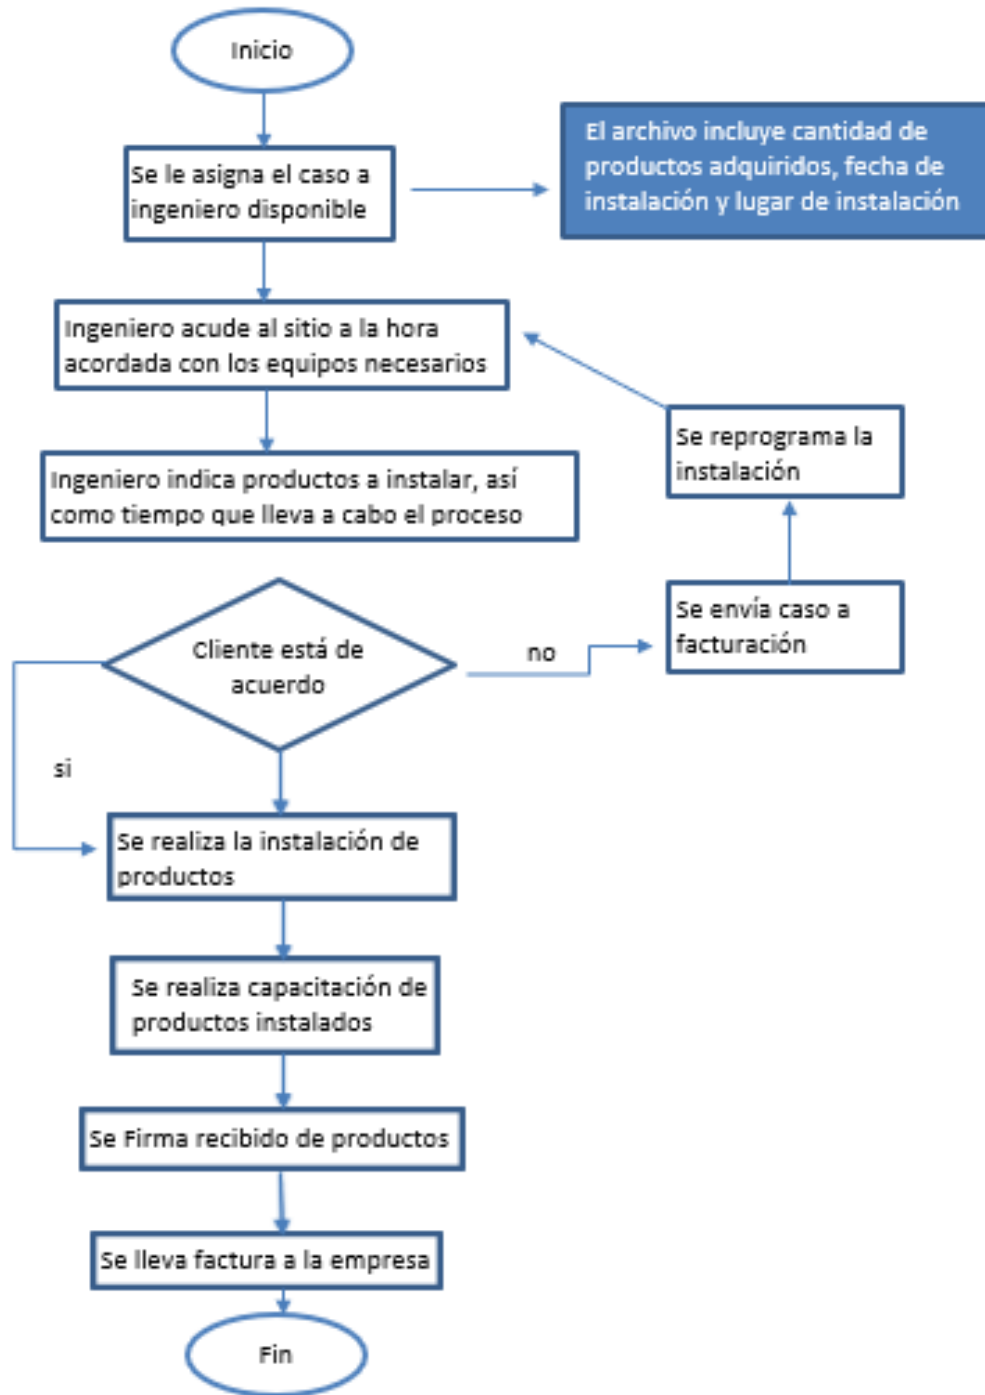 Inicio
Se le asigna el caso a
ingeniero disponible
El archivo incluye cantidad de
productos adquiridos, fecha de
instalación y lugar de instalación
Ingeniero acude al sitio a la hora
acordada con los equipos necesarios
Ingeniero indica productos a instalar, así
como tiempo que lleva a cabo el proceso
Se reprograma la
instalación
Se envía caso a
facturación
Cliente está de
acuerdo
no
si
Se realiza la instalación de
productos
Se realiza capacitación de
productos instalados
Se Firma recibido de productos
Se lleva factura a la empresa
Fin